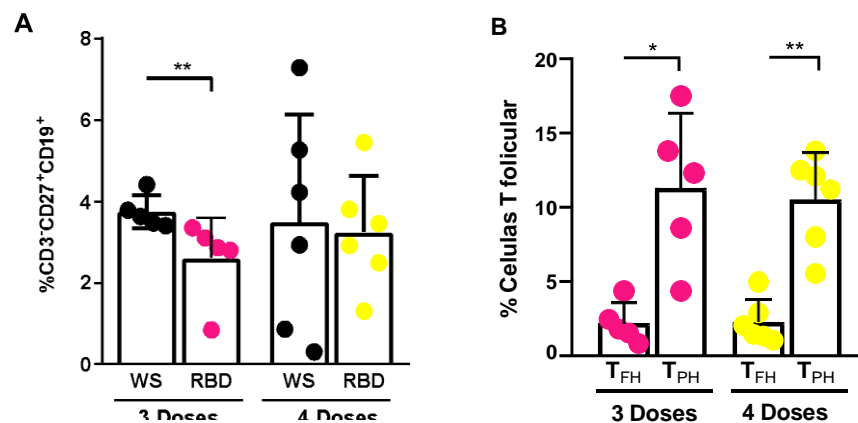 A
%CD3⁻CD27⁺CD19⁺
8
6
4
2
0
**
WS RBD WS RBD
3 Doses 4 Doses
B
% Celulas T folicular
20
15
10
5
0
* **
T_FH T_PH T_FH T_PH
3 Doses 4 Doses